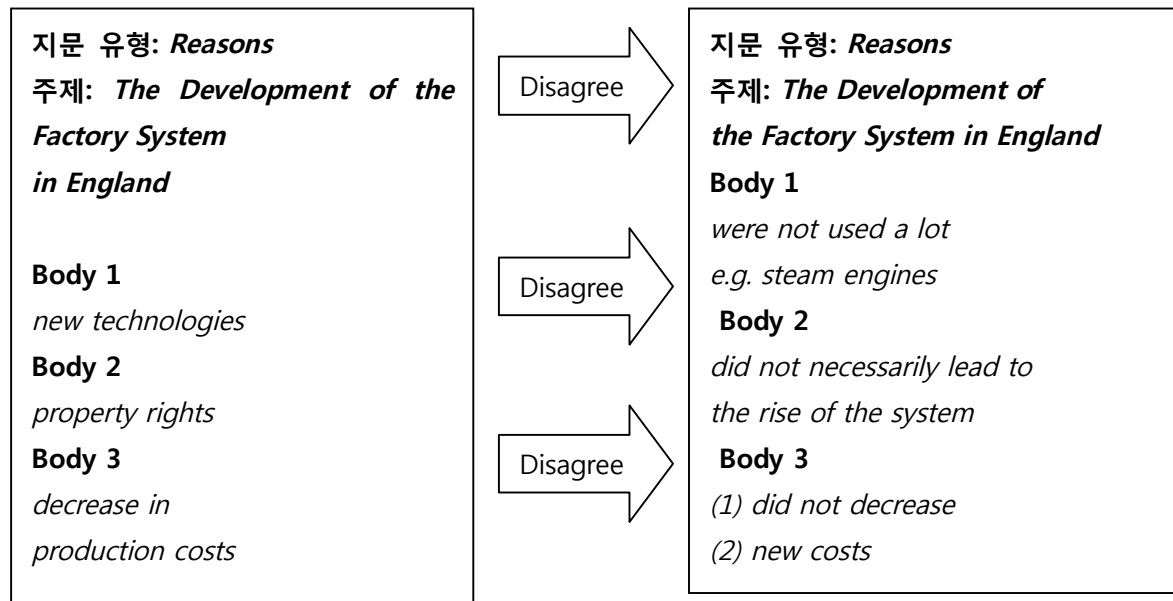 지문 유형: Reasons
주제: The Development of the
Factory System
in England
Body 1
new technologies
Body 2
property rights
Body 3
decrease in
production costs
Disagree
Disagree
Disagree
지문 유형: Reasons
주제: The Development of
the Factory System in England
Body 1
were not used a lot
e.g. steam engines
Body 2
did not necessarily lead to
the rise of the system
Body 3
(1) did not decrease
(2) new costs